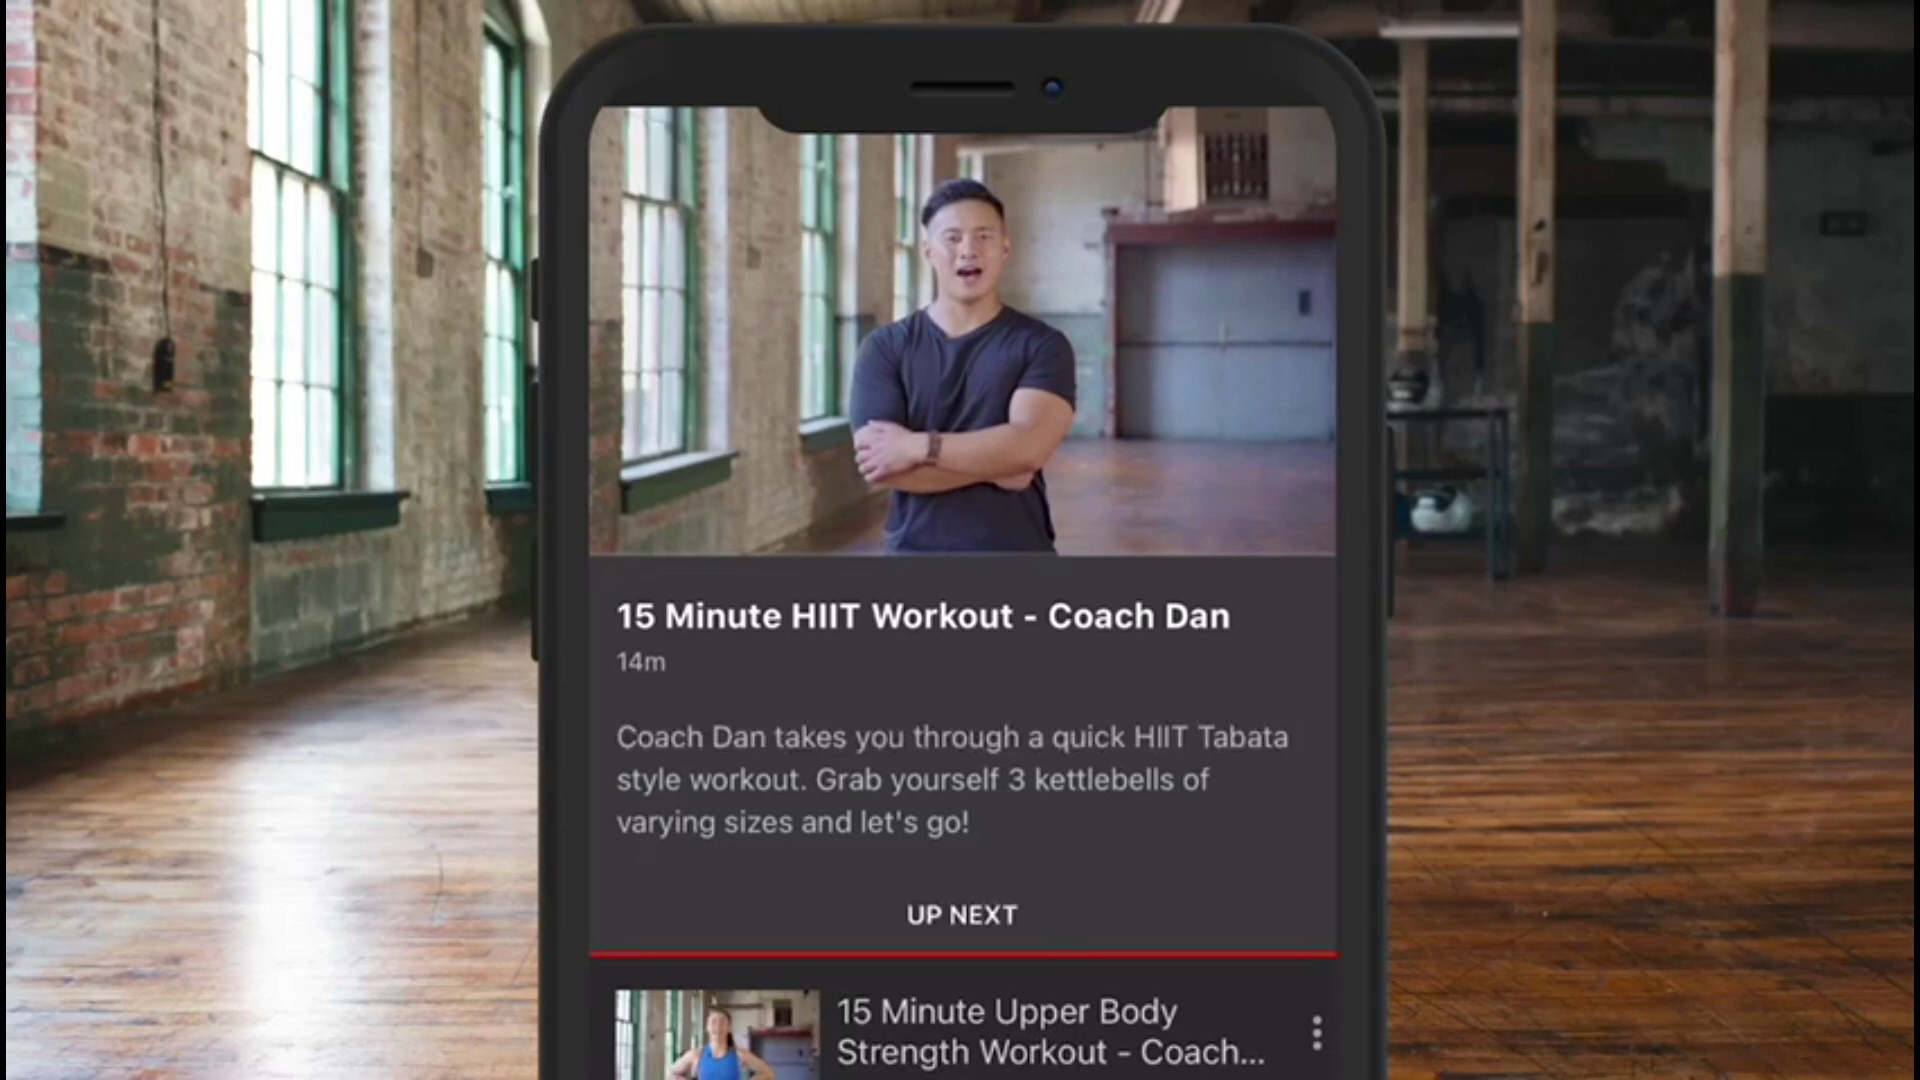 15 Minute HIIT Workout - Coach Dan
14m
Coach Dan takes you through a quick HIIT Tabata
style workout. Grab yourself 3 kettlebells of
varying sizes and let's go!
UP NEXT
15 Minute Upper Body
Strength Workout - Coach...